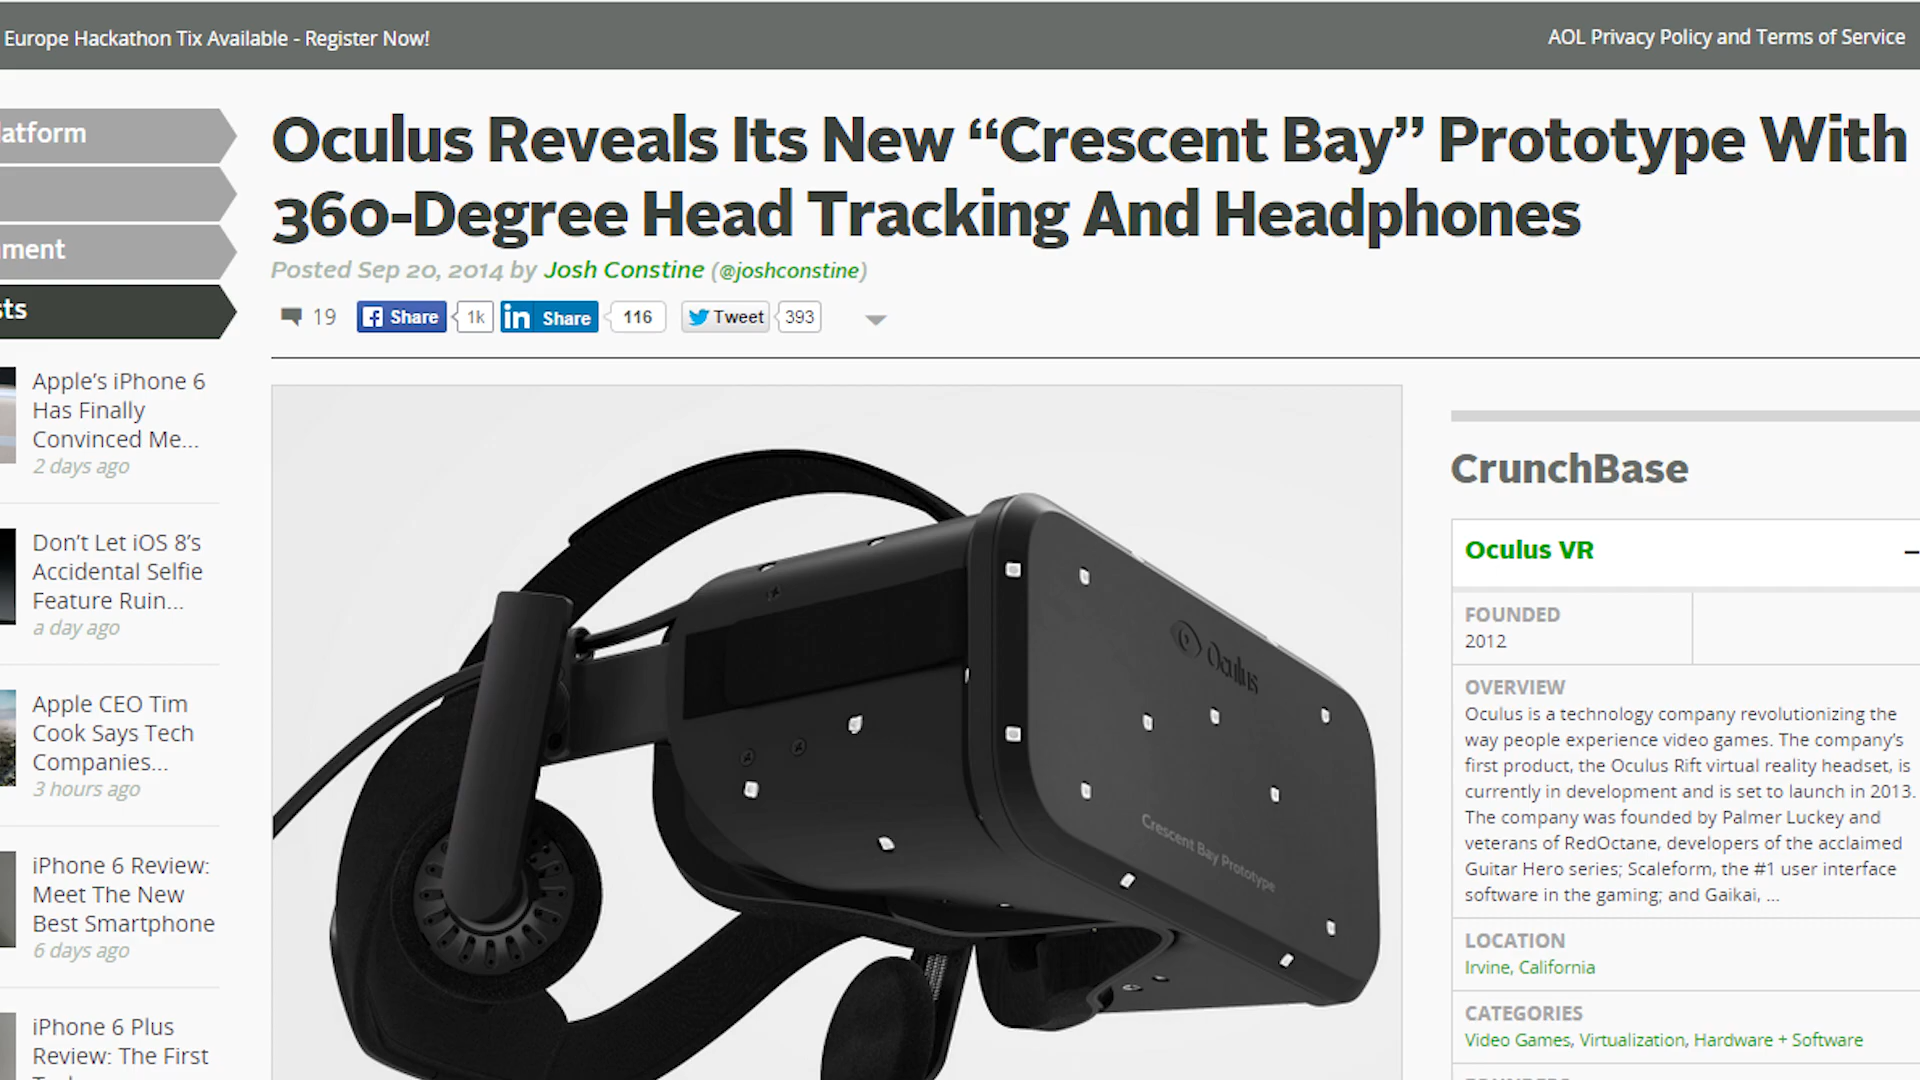 Europe Hackathon Tix Available - Register Now!
AOL Privacy Policy and Terms of Service
Oculus Reveals Its New “Crescent Bay” Prototype With
360-Degree Head Tracking And Headphones
Posted Sep 20, 2014 by Josh Constine (@joshconstine)
19
Share
1k
in
Share
116
Tweet
393
latform
ment
sts
Apple’s iPhone 6
Has Finally
Convinced Me...
2 days ago
Don’t Let iOS 8’s
Accidental Selfie
Feature Ruin...
a day ago
Apple CEO Tim
Cook Says Tech
Companies...
3 hours ago
iPhone 6 Review:
Meet The New
Best Smartphone
6 days ago
iPhone 6 Plus
Review: The First
Oculus
Crescent Bay Prototype
CrunchBase
Oculus VR
FOUNDED
2012
OVERVIEW
Oculus is a technology company revolutionizing the
way people experience video games. The company’s
first product, the Oculus Rift virtual reality headset, is
currently in development and is set to launch in 2013.
The company was founded by Palmer Luckey and
veterans of RedOctane, developers of the acclaimed
Guitar Hero series; Scaleform, the #1 user interface
software in the gaming; and Gaikai, ...
LOCATION
Irvine, California
CATEGORIES
Video Games, Virtualization, Hardware + Software